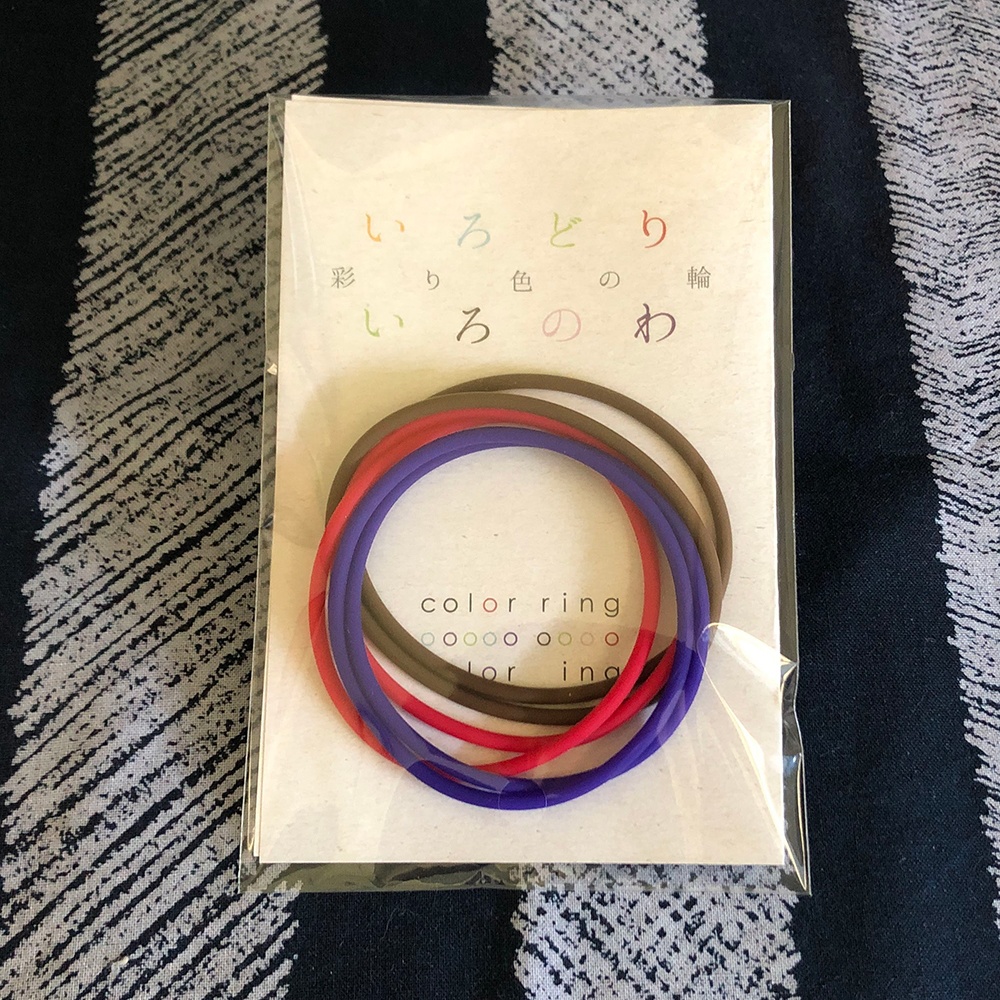 いろどり
彩り色の輪
いろのわ
color ring